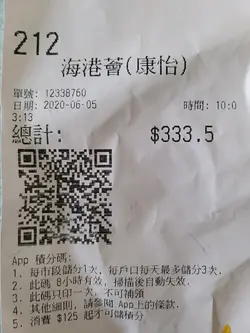 212
海港薈(康怡)
單號: 12338760
日期: 2020-06-05 時間: 10:0
3:13
總計: $333.5
App 積分碼:
1. 每市段儲分1次, 每戶口每天最多儲分3次.
2. 此碼 8小時有效, 掃描後自動失效.
3. 此碼只印一次, 不可補領
4. 其他細則, 請參閱 App上的條款.
5. 消費 $125 起才可儲積分